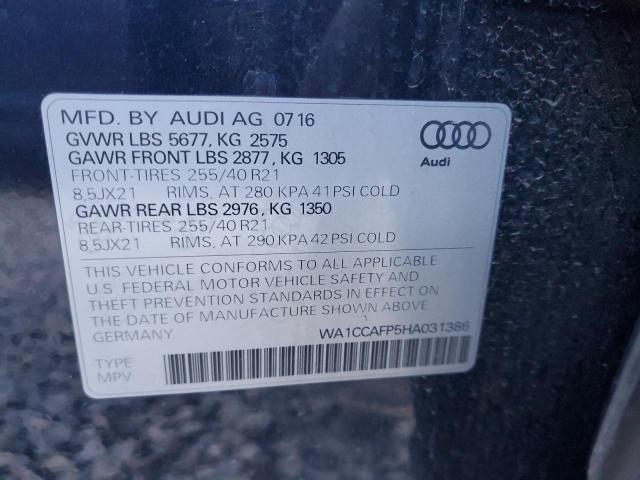 MFD. BY AUDI AG 0716
GVWR LBS 5677, KG 2575
GAWR FRONT LBS 2877, KG 1305
FRONT-TIRES 255/40 R21
8,5JX21 RIMS, AT 280 KPA 41 PSI COLD
GAWR REAR LBS 2976, KG 1350
REAR-TIRES 255/40 R21
8,5JX21 RIMS, AT 290 KPA 42 PSI COLD
Audi
THIS VEHICLE CONFORMS TO ALL APPLICABLE
U.S. FEDERAL MOTOR VEHICLE SAFETY AND
THEFT PREVENTION STANDARDS IN EFFECT ON
THE DATE OF MANUFACTURE SHOWN ABOVE.
GERMANY WA1CCAFP5HA031386
TYPE
MPV